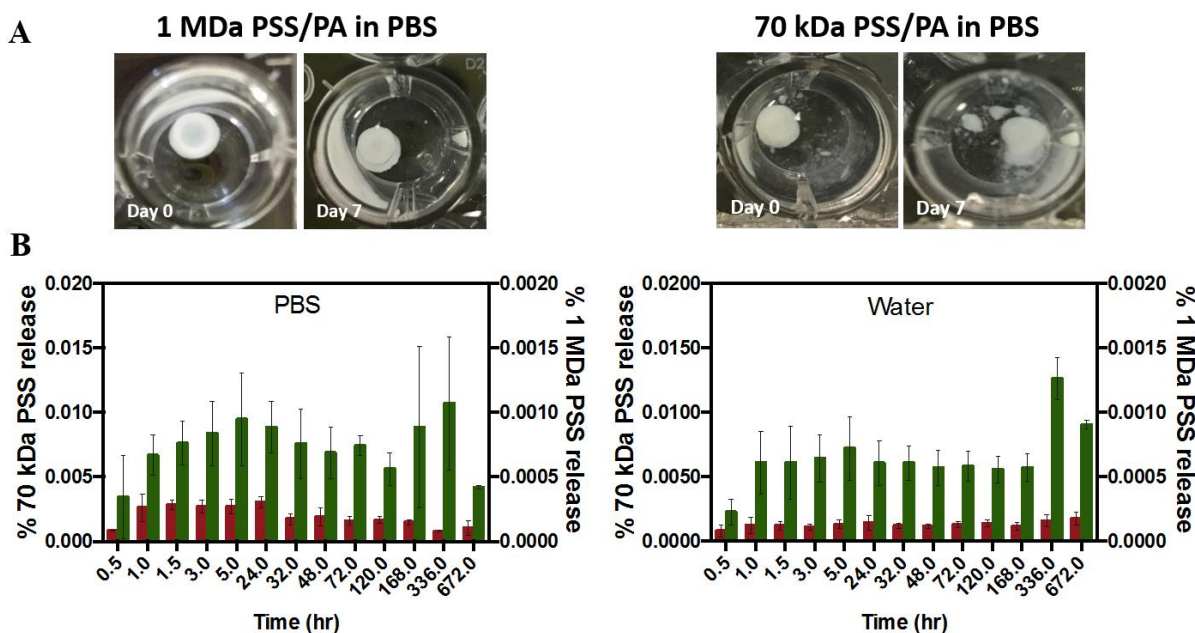 A
1 MDa PSS/PA in PBS
70 kDa PSS/PA in PBS
D2
Day 0
Day 7
Day 0
Day 7
B
% 70 kDa PSS release
0.020
0.015
0.010
0.005
0.000
PBS
0.0020
0.0015
0.0010
0.0005
0.0000
% 1 MDa PSS release
0.5
1.0
1.5
3.0
5.0
24.0
32.0
48.0
72.0
120.0
168.0
336.0
672.0
Time (hr)
% 70 kDa PSS release
0.0200
0.0150
0.0100
0.0050
0.0000
Water
0.0020
0.0015
0.0010
0.0005
0.0000
% 1 MDa PSS release
0.5
1.0
1.5
3.0
5.0
24.0
32.0
48.0
72.0
120.0
168.0
336.0
672.0
Time (hr)